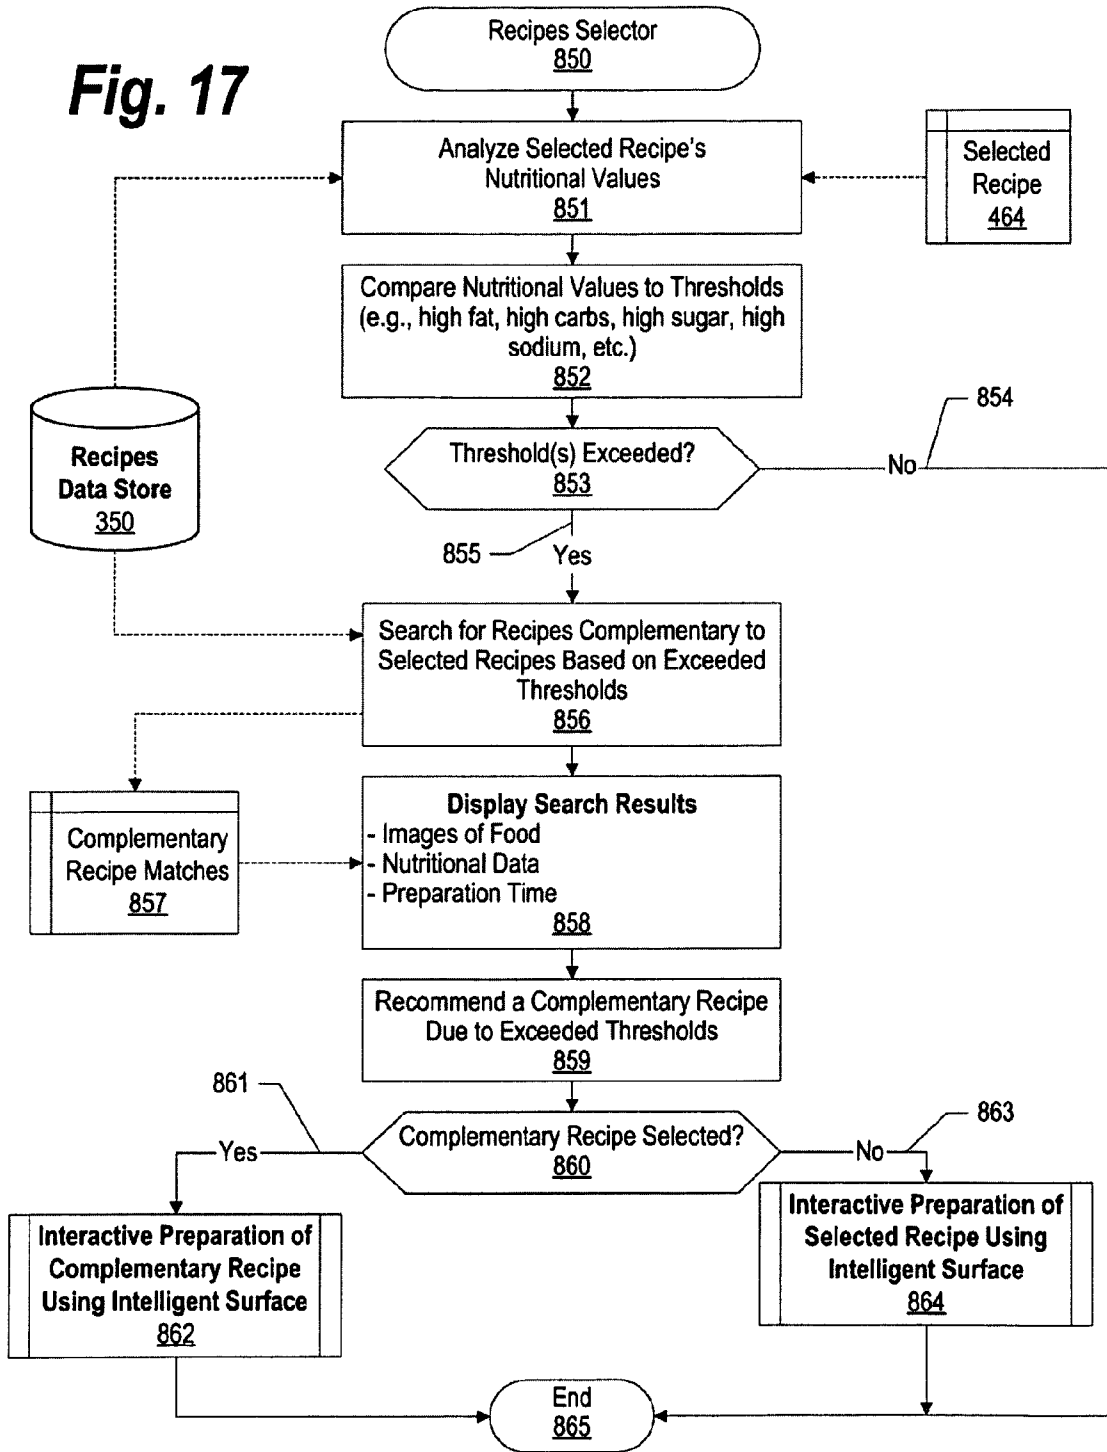 Fig. 17
Recipes Selector
850
Analyze Selected Recipe's
Nutritional Values
851
Selected
Recipe
464
Compare Nutritional Values to Thresholds
(e.g., high fat, high carbs, high sugar, high
sodium, etc.)
852
Recipes
Data Store
350
Threshold(s) Exceeded?
853
No
854
855
Yes
Search for Recipes Complementary to
Selected Recipes Based on Exceeded
Thresholds
856
Complementary
Recipe Matches
857
Display Search Results
- Images of Food
- Nutritional Data
- Preparation Time
858
Recommend a Complementary Recipe
Due to Exceeded Thresholds
859
Complementary Recipe Selected?
860
861
Yes
863
No
Interactive Preparation of
Complementary Recipe
Using Intelligent Surface
862
Interactive Preparation of
Selected Recipe Using
Intelligent Surface
864
End
865